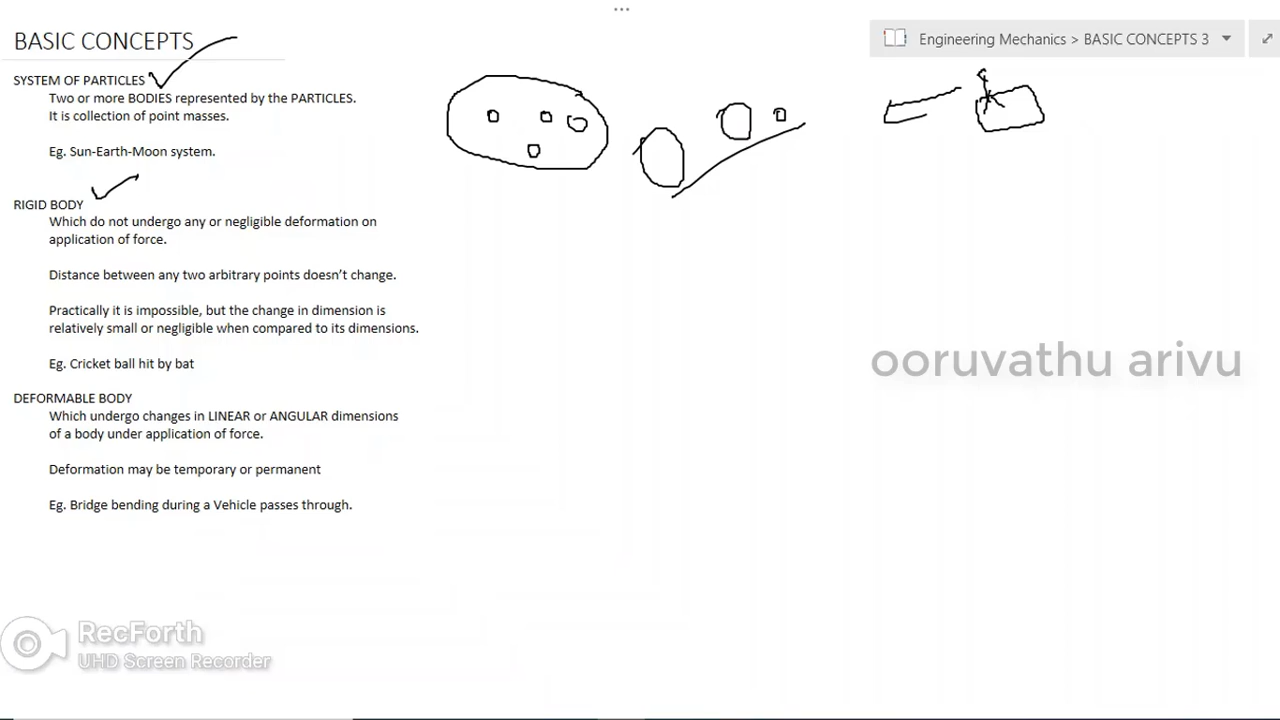 BASIC CONCEPTS
Engineering Mechanics > BASIC CONCEPTS 3
SYSTEM OF PARTICLES
Two or more BODIES represented by the PARTICLES.
It is collection of point masses.
Eg. Sun-Earth-Moon system.
RIGID BODY
Which do not undergo any or negligible deformation on
application of force.
Distance between any two arbitrary points doesn't change.
Practically it is impossible, but the change in dimension is
relatively small or negligible when compared to its dimensions.
Eg. Cricket ball hit by bat
ooruvathu arivu
DEFORMABLE BODY
Which undergo changes in LINEAR or ANGULAR dimensions
of a body under application of force.
Deformation may be temporary or permanent
Eg. Bridge bending during a Vehicle passes through.
RecForth
UHD Screen Recorder